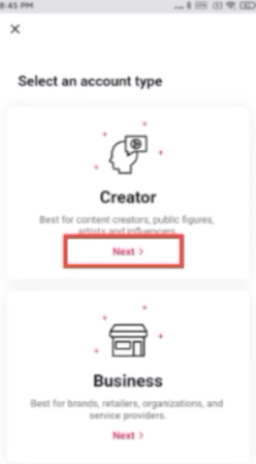 8:45 PM
Select an account type
Creator
Best for content creators, public figures,
artists and influencers.
Next >
Business
Best for brands, retailers, organizations, and
service providers.
Next >